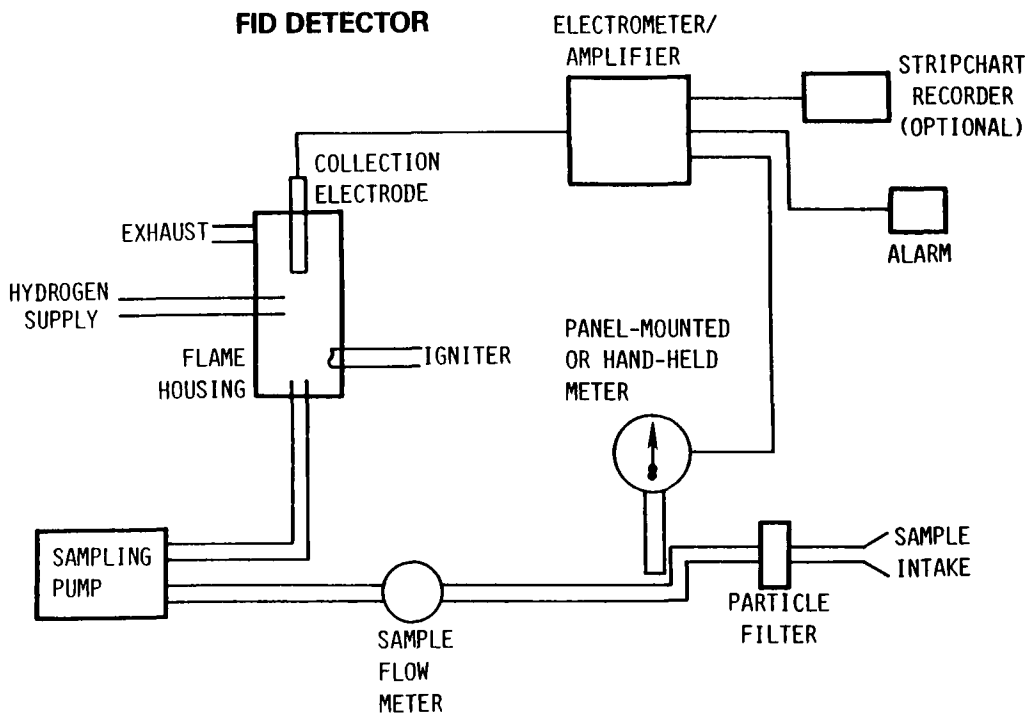 FID DETECTOR
ELECTROMETER/
AMPLIFIER
STRIPCHART
RECORDER
(OPTIONAL)
COLLECTION
ELECTRODE
EXHAUST
ALARM
HYDROGEN
SUPPLY
PANEL-MOUNTED
OR HAND-HELD
METER
FLAME
HOUSING
IGNITER
SAMPLING
PUMP
SAMPLE
INTAKE
PARTICLE
FILTER
SAMPLE
FLOW
METER